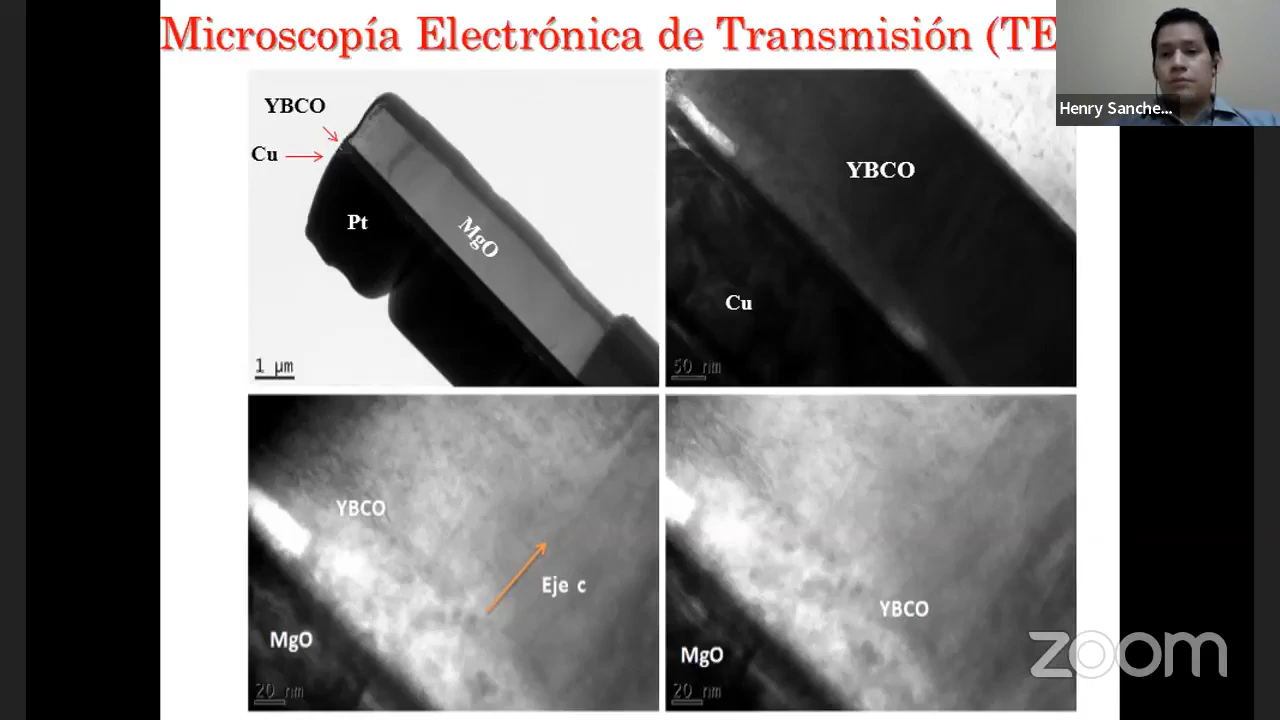 Microscopía Electrónica de Transmisión (TE
Henry Sanche...
YBCO
Cu
Pt
MgO
1 μm
YBCO
Cu
50 nm
YBCO
Eje c
MgO
20 nm
YBCO
MgO
20 nm
zoom